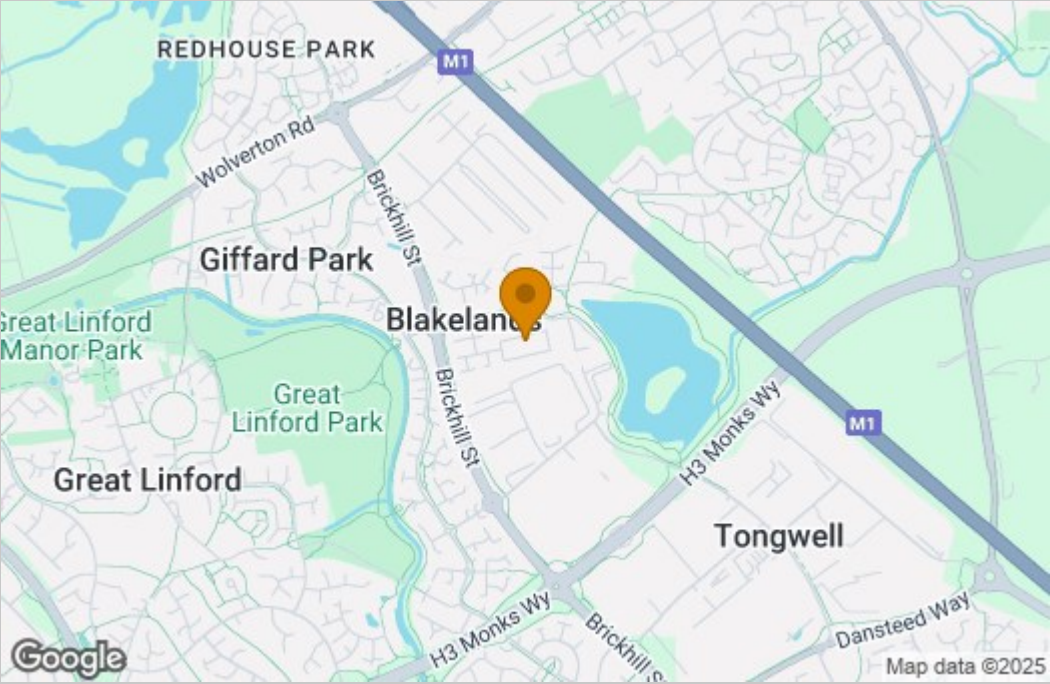 REDHOUSE PARK
M1
Wolverton Rd
Brickhill St
Giffard Park
Blakelands
Great Linford
Manor Park
Great
Linford Park
Brickhill St
H3 Monks Wy
M1
Great Linford
Tongwell
H3 Monks Wy
Brickhill St
Dansteed Way
Google
Map data ©2025